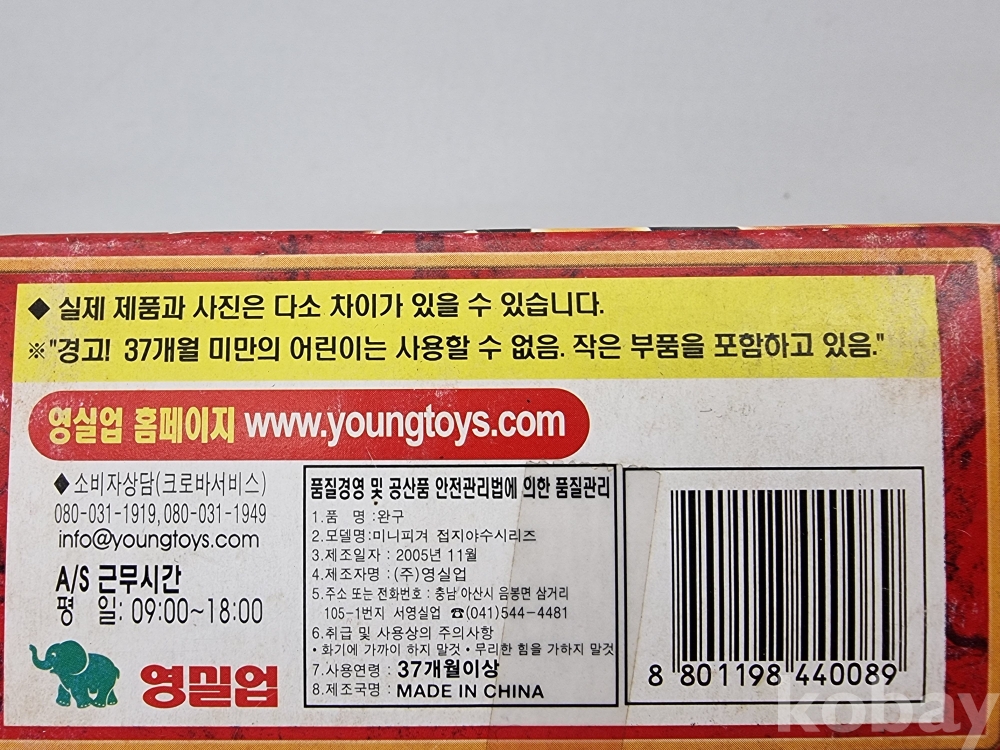 ◆ 실제 제품과 사진은 다소 차이가 있을 수 있습니다.
※"경고! 37개월 미만의 어린이는 사용할 수 없음. 작은 부품을 포함하고 있음."
영실업 홈페이지 www.youngtoys.com
◆소비자상담(크로바서비스)
080-031-1919, 080-031-1949
info@youngtoys.com
A/S 근무시간
평 일: 09:00~18:00
영실업
품질경영 및 공산품 안전관리법에 의한 품질관리
1.품 명 :완구
2.모델명:미니피겨 접지야수시리즈
3.제조일자 : 2005년 11월
4.제조자명 : (주)영실업
5.주소 또는 전화번호 : 충남 아산시 음봉면 삼거리
105-1번지 서영실업 ☎(041)544-4481
6.취급 및 사용상의 주의사항
• 화기에 가까이 하지 말것 • 무리한 힘을 가하지 말것
7.사용연령 : 37개월이상
8.제조국명 : MADE IN CHINA
8 801198 440089
kobay